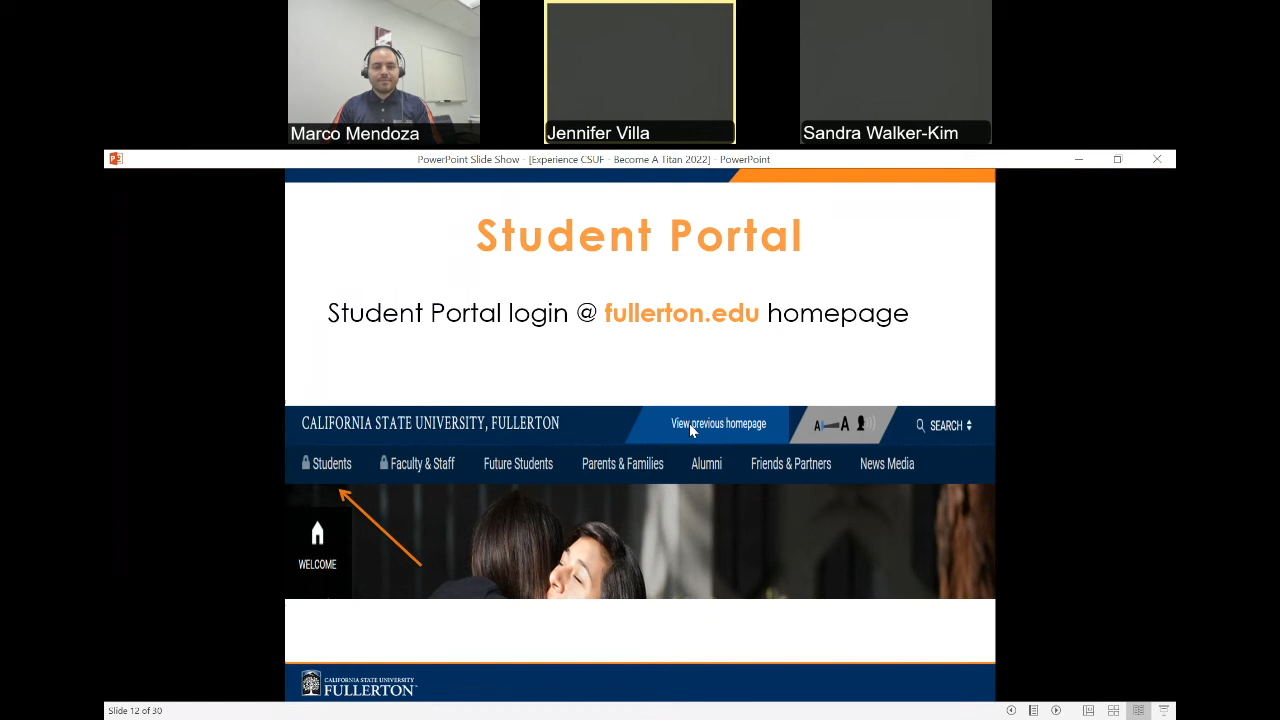 Marco Mendoza
Jennifer Villa
Sandra Walker-Kim
PowerPoint Slide Show - [Experience CSUF - Become A Titan 2022] - PowerPoint
Student Portal
Student Portal login @ fullerton.edu homepage
CALIFORNIA STATE UNIVERSITY, FULLERTON
View previous homepage
A A
SEARCH
Students
Faculty & Staff
Future Students
Parents & Families
Alumni
Friends & Partners
News Media
WELCOME
CALIFORNIA STATE UNIVERSITY
FULLERTON
Slide 12 of 30